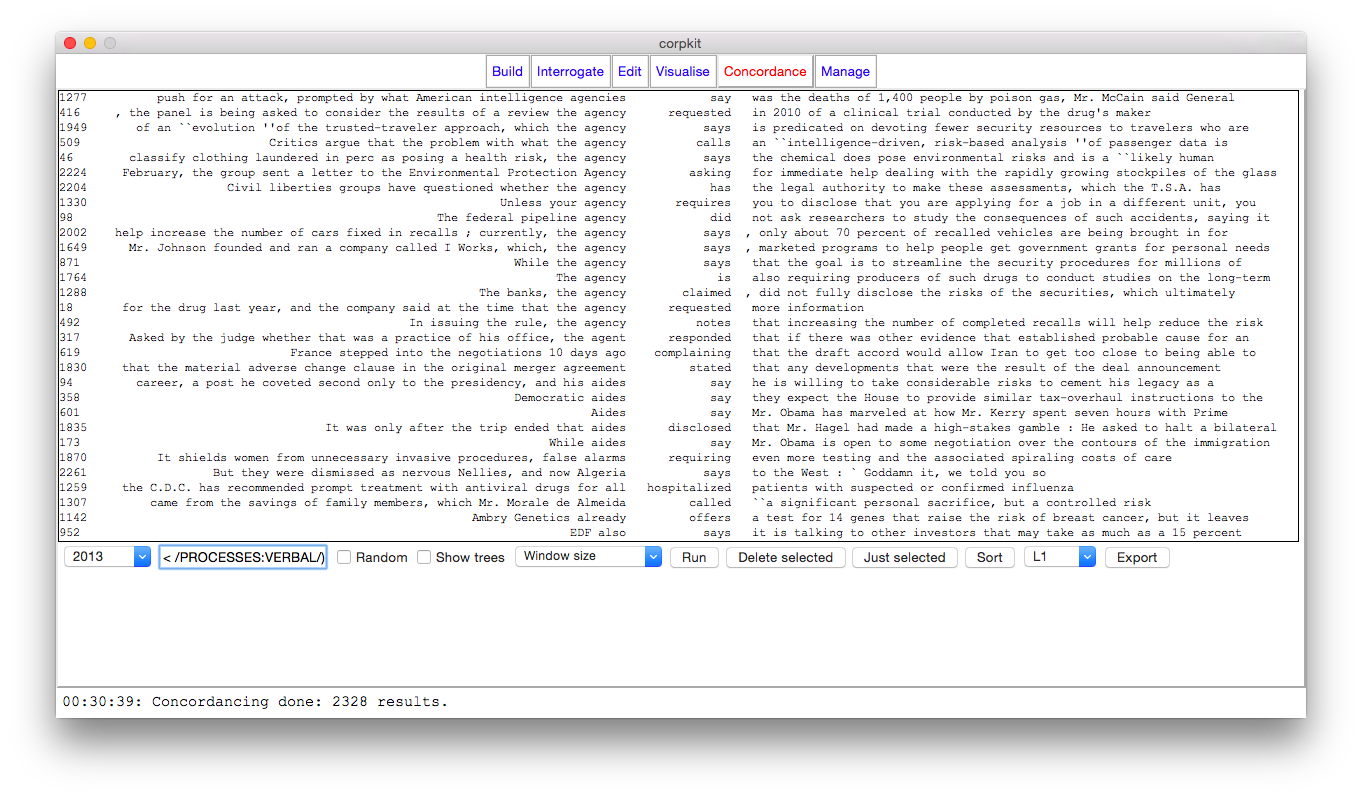 corpkit
Build Interrogate Edit Visualise Concordance Manage
1277 push for an attack, prompted by what American intelligence agencies say was the deaths of 1,400 people by poison gas, Mr. McCain said General
416 , the panel is being asked to consider the results of a review the agency requested in 2010 of a clinical trial conducted by the drug's maker
1949 of an ``evolution ''of the trusted-traveler approach, which the agency says is predicated on devoting fewer security resources to travelers who are
509 Critics argue that the problem with what the agency calls an ``intelligence-driven, risk-based analysis ''of passenger data is
46 classify clothing laundered in perc as posing a health risk, the agency says the chemical does pose environmental risks and is a ``likely human
2224 February, the group sent a letter to the Environmental Protection Agency asking for immediate help dealing with the rapidly growing stockpiles of the glass
2204 Civil liberties groups have questioned whether the agency has the legal authority to make these assessments, which the T.S.A. has
1330 Unless your agency requires you to disclose that you are applying for a job in a different unit, you
98 The federal pipeline agency did not ask researchers to study the consequences of such accidents, saying it
2002 help increase the number of cars fixed in recalls ; currently, the agency says , only about 70 percent of recalled vehicles are being brought in for
1649 Mr. Johnson founded and ran a company called I Works, which, the agency says , marketed programs to help people get government grants for personal needs
871 While the agency says that the goal is to streamline the security procedures for millions of
1764 The agency is also requiring producers of such drugs to conduct studies on the long-term
1288 The banks, the agency claimed , did not fully disclose the risks of the securities, which ultimately
18 for the drug last year, and the company said at the time that the agency requested more information
492 In issuing the rule, the agency notes that increasing the number of completed recalls will help reduce the risk
317 Asked by the judge whether that was a practice of his office, the agent responded that if there was other evidence that established probable cause for an
619 France stepped into the negotiations 10 days ago complaining that the draft accord would allow Iran to get too close to being able to
1830 that the material adverse change clause in the original merger agreement stated that any developments that were the result of the deal announcement
94 career, a post he coveted second only to the presidency, and his aides say he is willing to take considerable risks to cement his legacy as a
358 Democratic aides say they expect the House to provide similar tax-overhaul instructions to the
601 Aides say Mr. Obama has marveled at how Mr. Kerry spent seven hours with Prime
1835 It was only after the trip ended that aides disclosed that Mr. Hagel had made a high-stakes gamble : He asked to halt a bilateral
173 While aides say Mr. Obama is open to some negotiation over the contours of the immigration
1870 It shields women from unnecessary invasive procedures, false alarms requiring even more testing and the associated spiraling costs of care
2261 But they were dismissed as nervous Nellies, and now Algeria says to the West : ` Goddamn it, we told you so
1259 the C.D.C. has recommended prompt treatment with antiviral drugs for all hospitalized patients with suspected or confirmed influenza
1307 came from the savings of family members, which Mr. Morale de Almeida called ``a significant personal sacrifice, but a controlled risk
1142 Ambry Genetics already offers a test for 14 genes that raise the risk of breast cancer, but it leaves
952 EDF also says it is talking to other investors that may take as much as a 15 percent
2013 < /PROCESSES:VERBAL/) Random Show trees Window size Run Delete selected Just selected Sort L1 Export
00:30:39: Concordancing done: 2328 results.